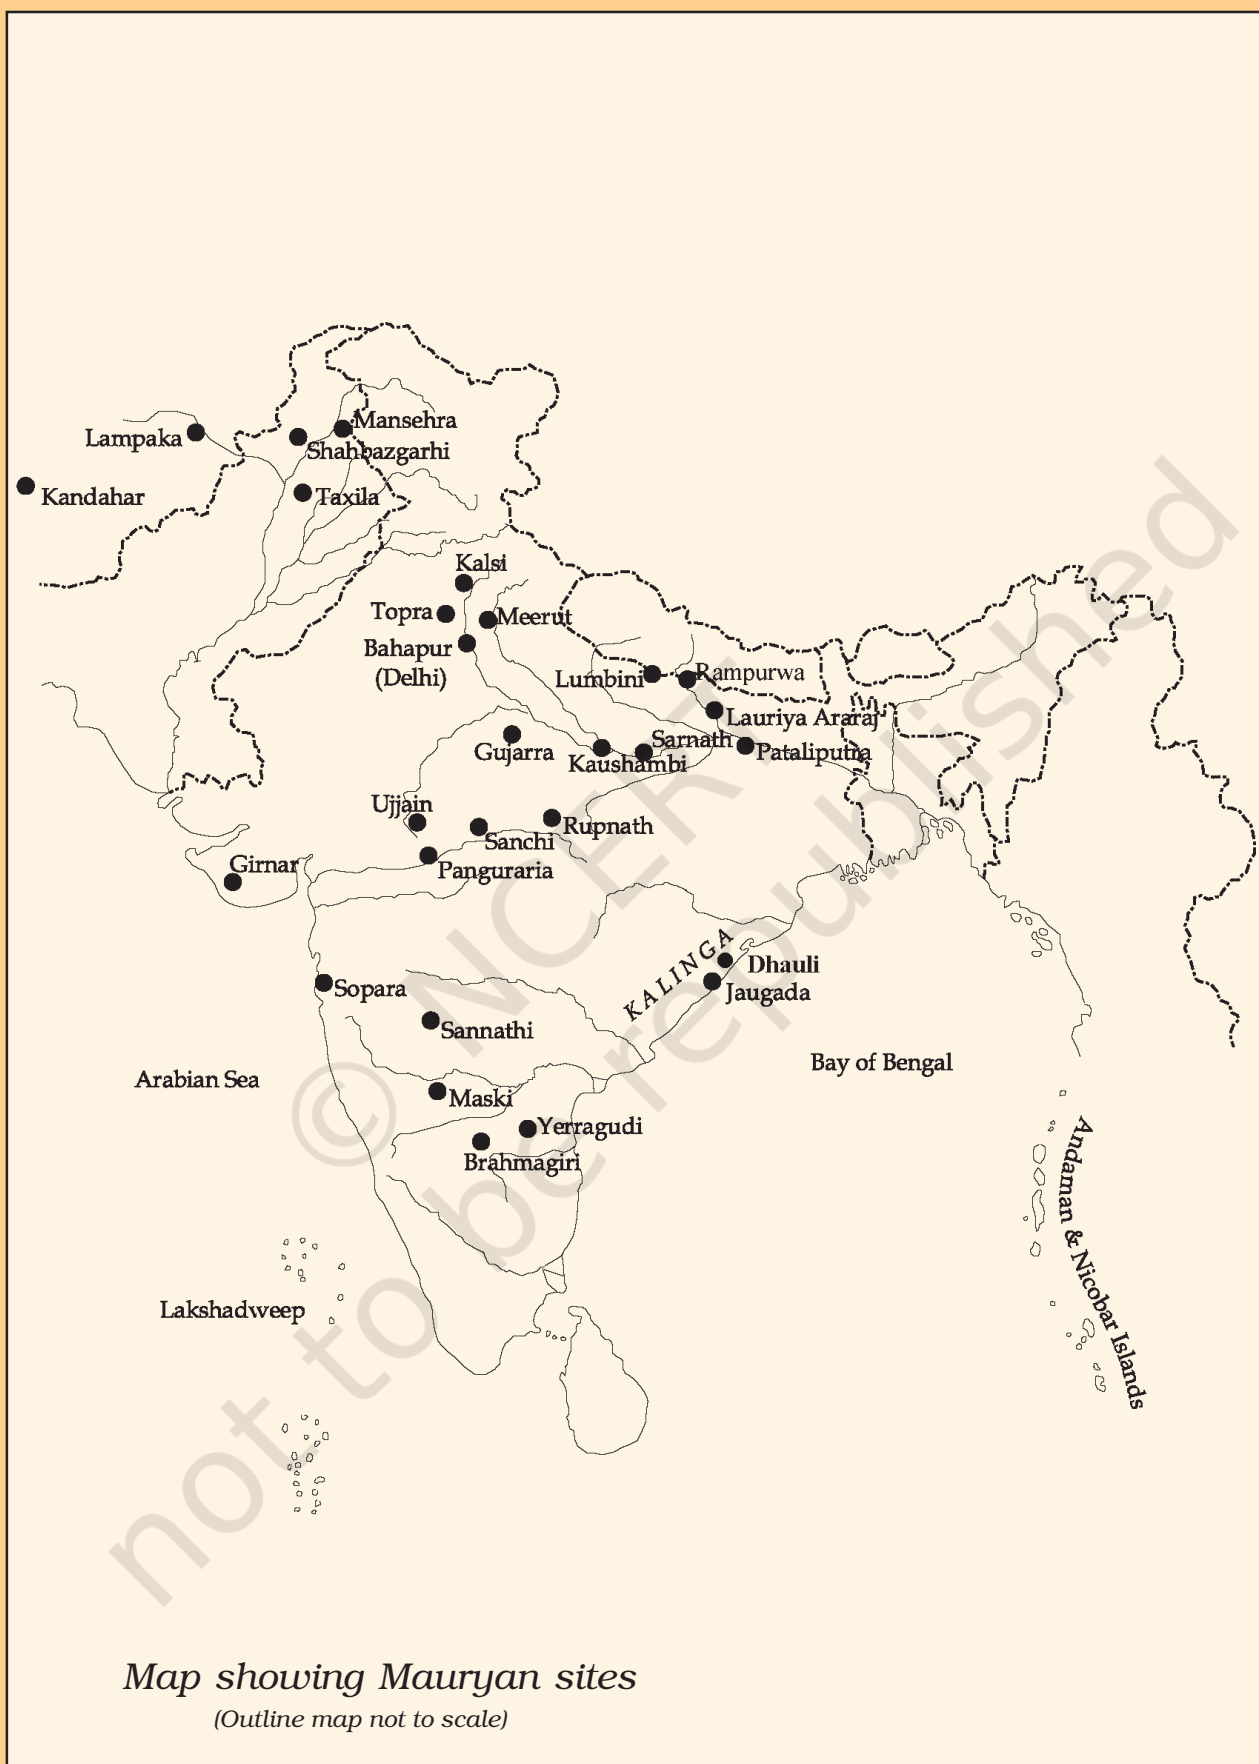 Mansehra
Lampaka
Shahbazgarhi
Kandahar
Taxila
Kalsi
Topra
Meerut
Bahapur
(Delhi)
Lumbini
Rampurwa
Lauriya Araraj
Sarnath
Gujarra
Kaushambi
Pataliputra
Ujjain
Sanchi
Rupnath
Girnar
Panguraria
KALINGA
Dhauli
Jaugada
Sopara
Sannathi
Bay of Bengal
Arabian Sea
Maski
Yerragudi
Brahmagiri
Andaman & Nicobar Islands
Lakshadweep
© NCERT
not to be republished
Map showing Mauryan sites
(Outline map not to scale)